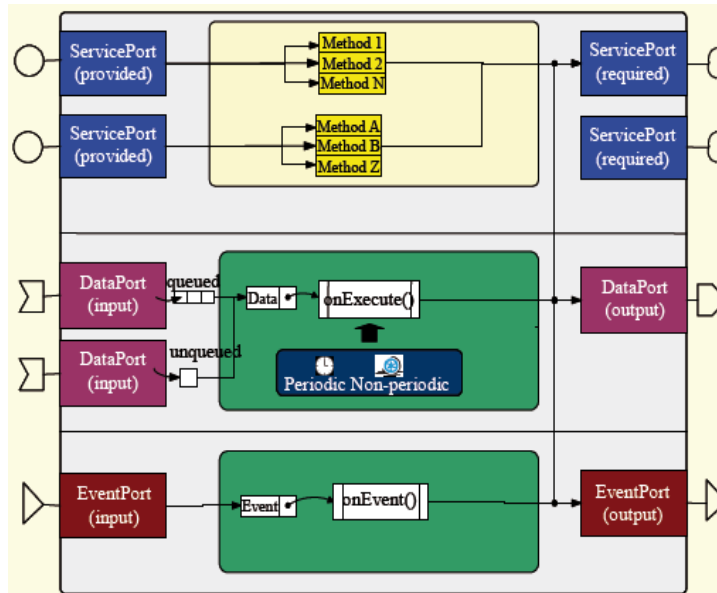 ServicePort
(provided)
Method 1
Method 2
Method N
ServicePort
(required)
ServicePort
(provided)
Method A
Method B
Method Z
ServicePort
(required)
DataPort
(input)
queued
Data
onExecute()
DataPort
(output)
DataPort
(input)
unqueued
Periodic Non-periodic
EventPort
(input)
Event
onEvent()
EventPort
(output)